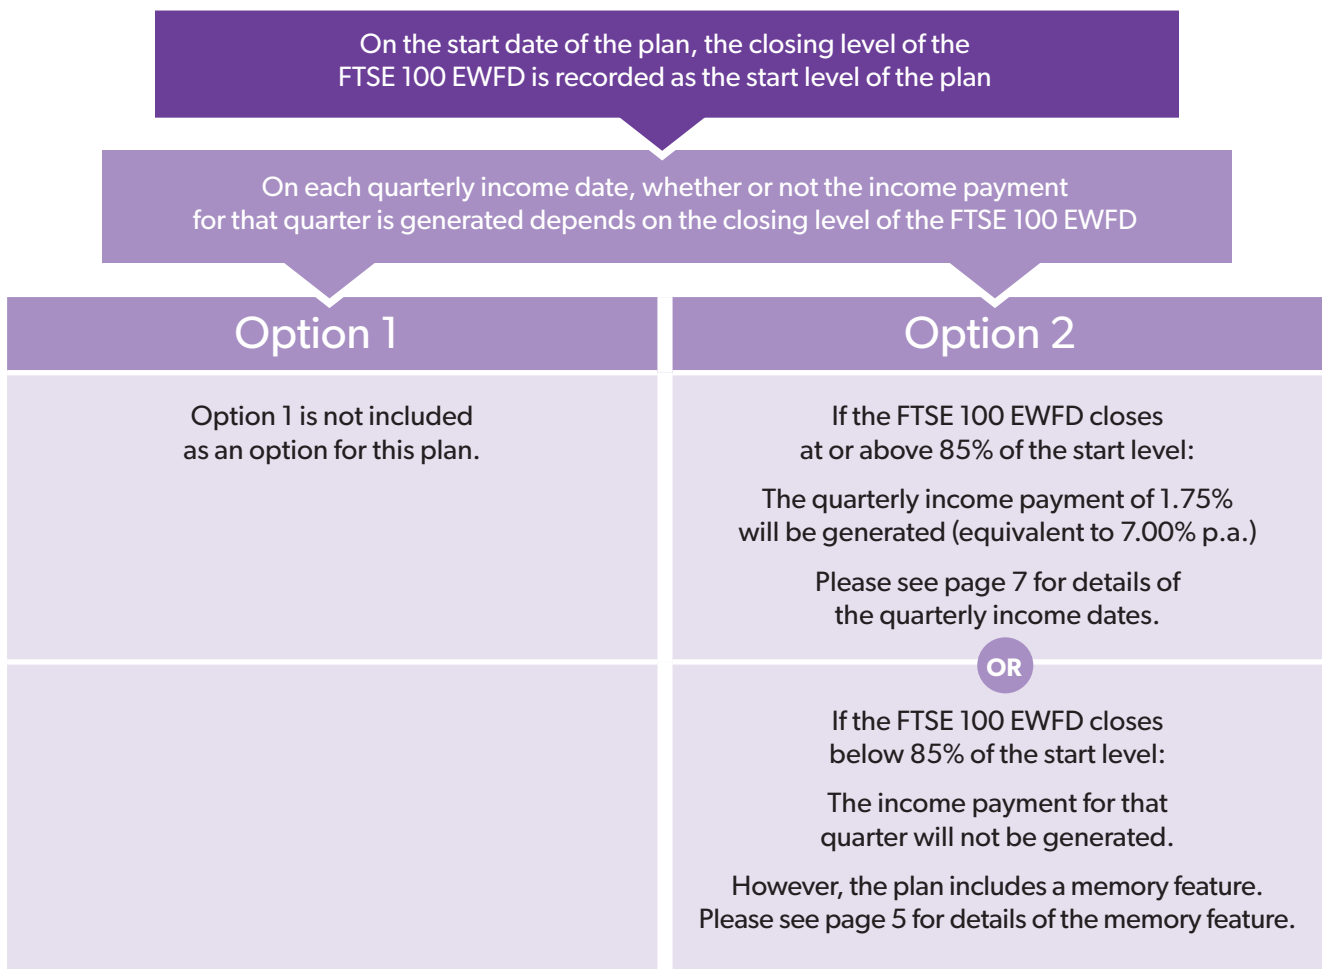 On the start date of the plan, the closing level of the
FTSE 100 EWFD is recorded as the start level of the plan
On each quarterly income date, whether or not the income payment
for that quarter is generated depends on the closing level of the FTSE 100 EWFD
Option 1
Option 1 is not included
as an option for this plan.
Option 2
If the FTSE 100 EWFD closes
at or above 85% of the start level:
The quarterly income payment of 1.75%
will be generated (equivalent to 7.00% p.a.)
Please see page 7 for details of
the quarterly income dates.
OR
If the FTSE 100 EWFD closes
below 85% of the start level:
The income payment for that
quarter will not be generated.
However, the plan includes a memory feature.
Please see page 5 for details of the memory feature.